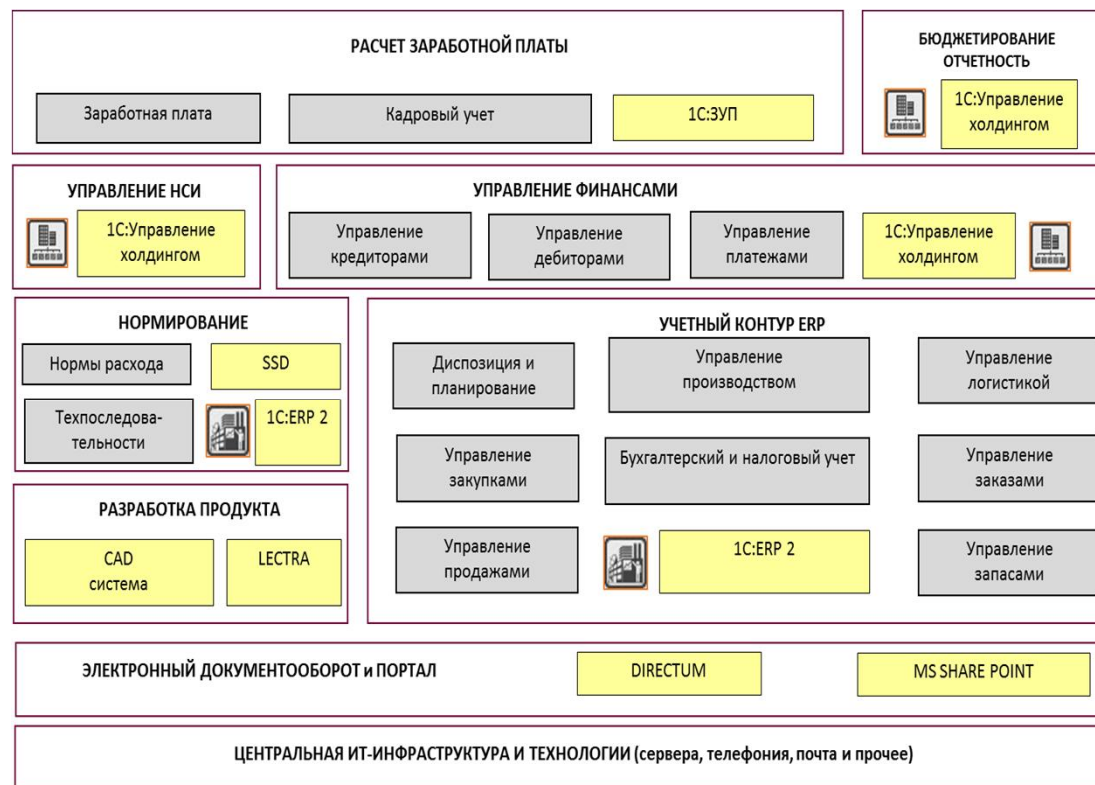 РАСЧЕТ ЗАРАБОТНОЙ ПЛАТЫ
Заработная плата
Кадровый учет
1С:ЗУП
БЮДЖЕТИРОВАНИЕ
ОТЧЕТНОСТЬ
1С:Управление
холдингом
УПРАВЛЕНИЕ НСИ
1С:Управление
холдингом
УПРАВЛЕНИЕ ФИНАНСАМИ
Управление
кредиторами
Управление
дебиторами
Управление
платежами
1С:Управление
холдингом
НОРМИРОВАНИЕ
Нормы расхода
SSD
Техпоследова-
тельности
1С:ERP 2
УЧЕТНЫЙ КОНТУР ERP
Диспозиция и
планирование
Управление
производством
Управление
логистикой
Управление
закупками
Бухгалтерский и налоговый учет
Управление
заказами
Управление
продажами
1С:ERP 2
Управление
запасами
РАЗРАБОТКА ПРОДУКТА
CAD
система
LECTRA
ЭЛЕКТРОННЫЙ ДОКУМЕНТООБОРОТ и ПОРТАЛ
DIRECTUM
MS SHARE POINT
ЦЕНТРАЛЬНАЯ ИТ-ИНФРАСТРУКТУРА И ТЕХНОЛОГИИ (сервера, телефония, почта и прочее)